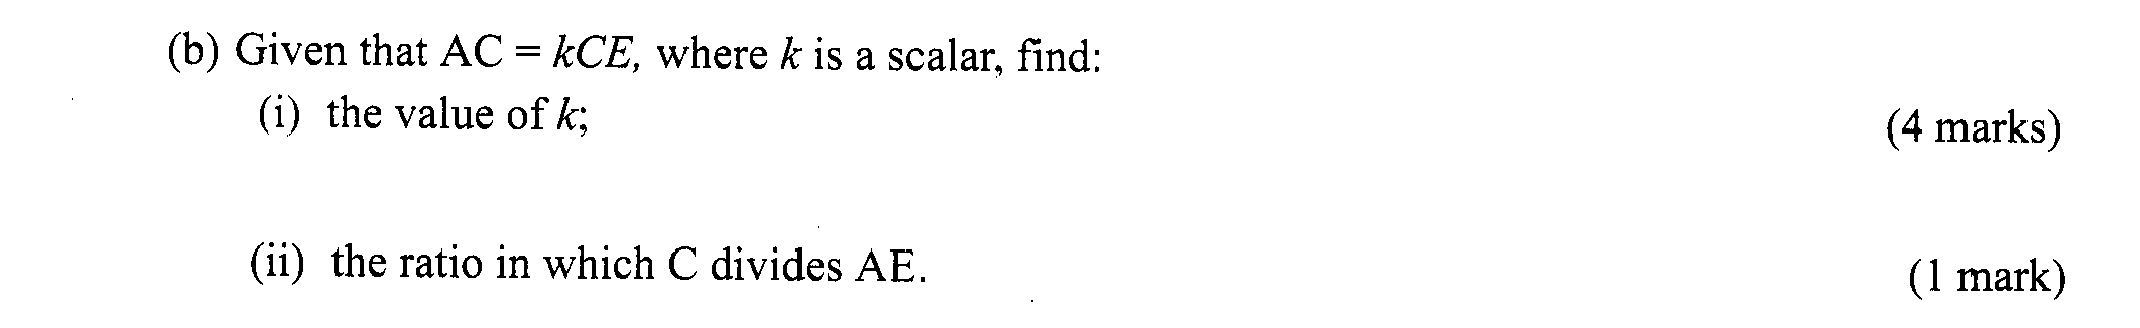 (b) Given that AC = kCE, where k is a scalar, find:
(i) the value of k;
(4 marks)
(ii) the ratio in which C divides AE.
(1 mark)